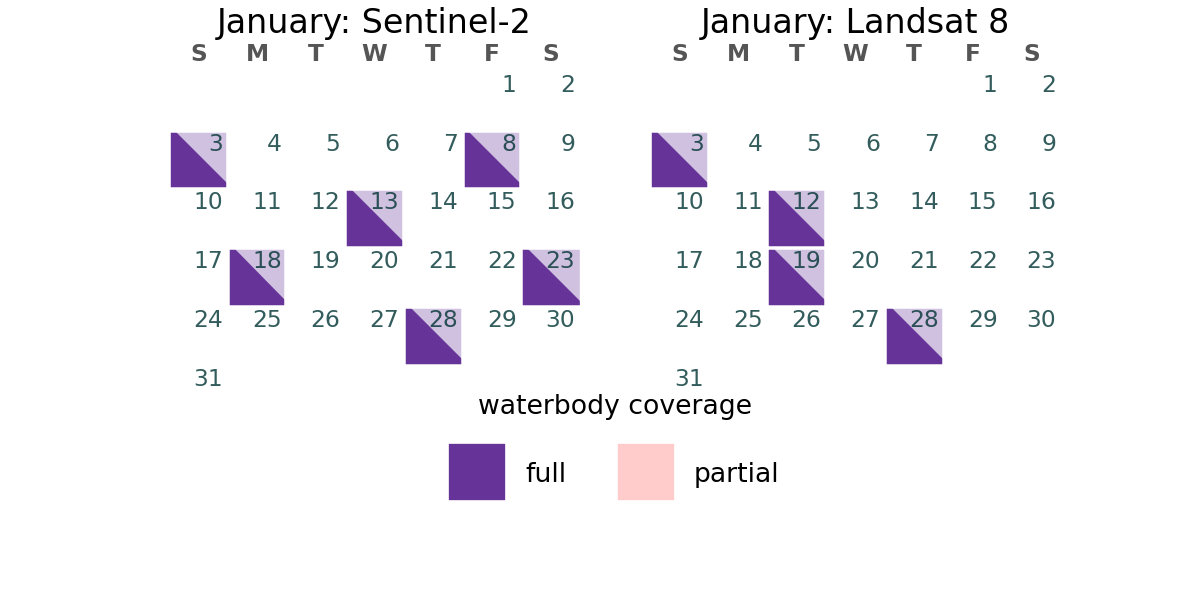 January: Sentinel-2
S M T W T F S
1 2
3 4 5 6 7 8 9
10 11 12 13 14 15 16
17 18 19 20 21 22 23
24 25 26 27 28 29 30
31
January: Landsat 8
S M T W T F S
1 2
3 4 5 6 7 8 9
10 11 12 13 14 15 16
17 18 19 20 21 22 23
24 25 26 27 28 29 30
31
waterbody coverage
full partial